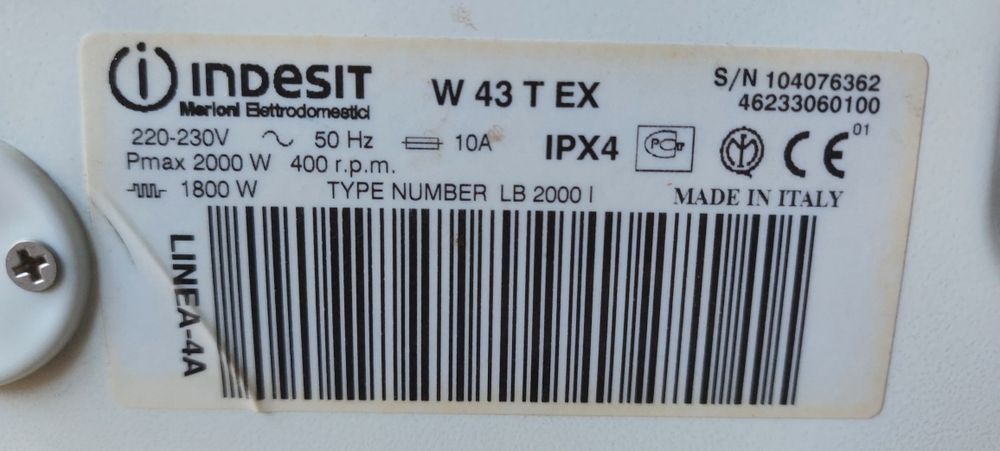 INDESIT
Merloni Elettrodomestici
W 43 T EX
S/N 104076362
46233060100
220-230V 50 Hz 10A
IPX4
CE 01
Pmax 2000 W 400 r.p.m.
1800 W TYPE NUMBER LB 2000 I
MADE IN ITALY
LINEA-4A